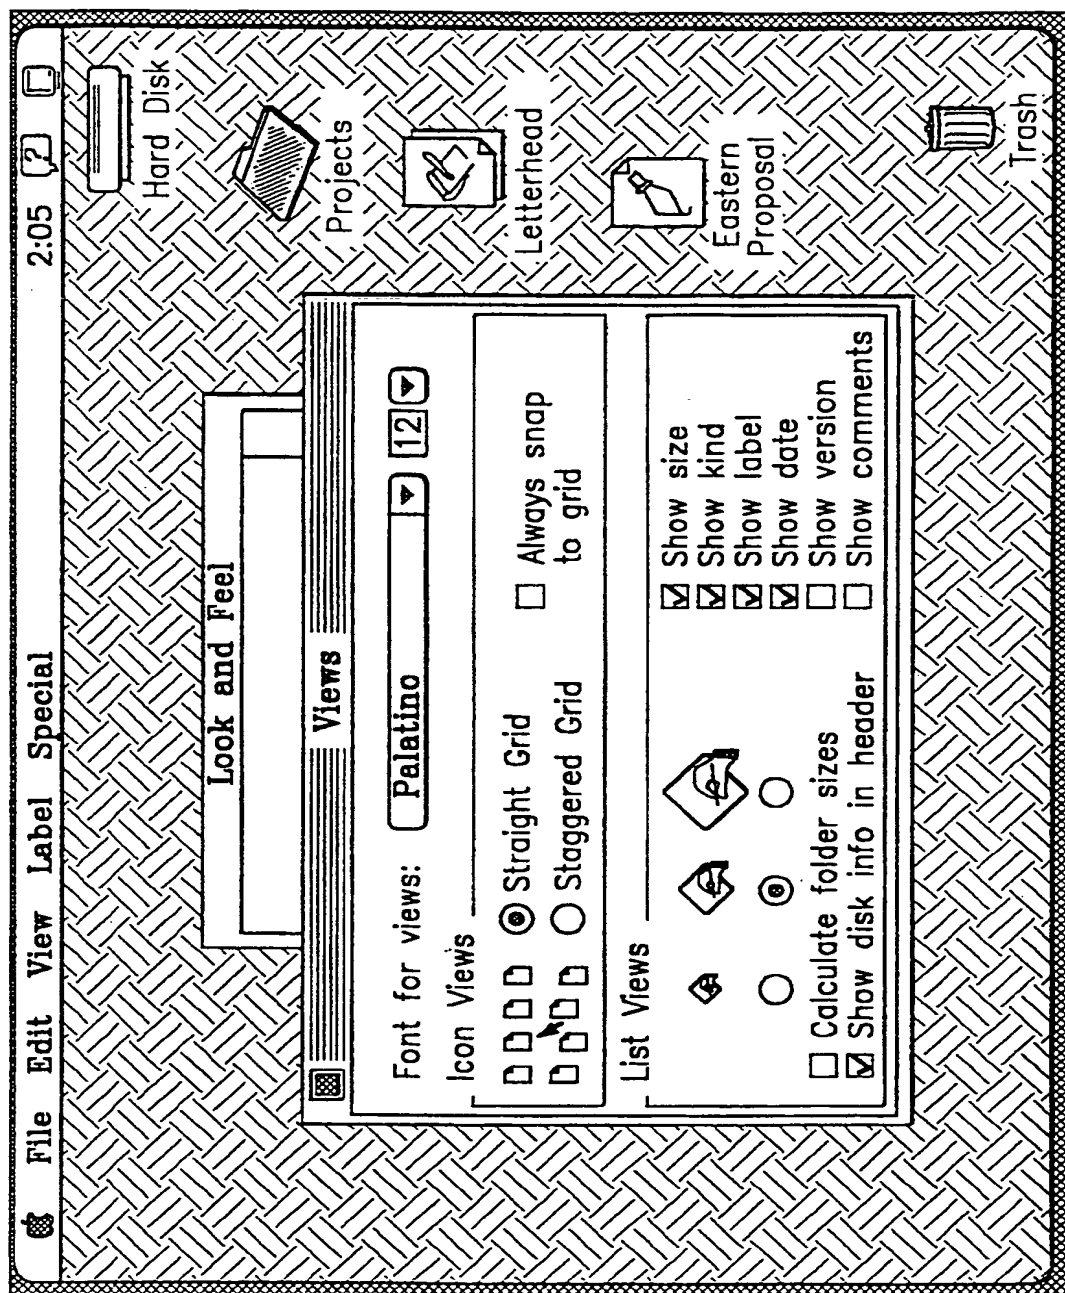 File Edit View Label Special 2:05 ?
Hard Disk
Projects
Letterhead
Eastern
Proposal
Trash
Look and Feel
Views
Font for views: Palatino 12
Icon Views
Straight Grid
Staggered Grid
Always snap
to grid
List Views
Calculate folder sizes
Show disk info in header
Show size
Show kind
Show label
Show date
Show version
Show comments